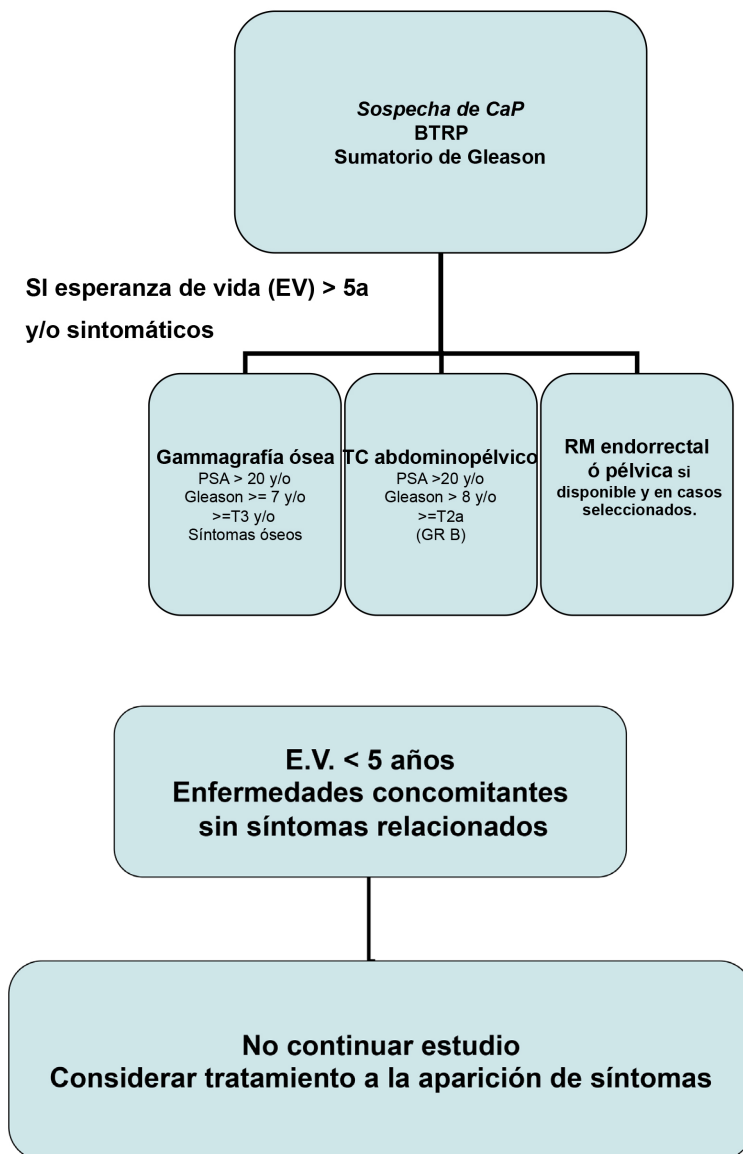 Sospecha de CaP
BTRP
Sumatorio de Gleason
SI esperanza de vida (EV) > 5a
y/o sintomáticos
Gammagrafía ósea
PSA > 20 y/o
Gleason >= 7 y/o
>=T3 y/o
Síntomas óseos
TC abdominopélvico
PSA >20 y/o
Gleason > 8 y/o
>=T2a
(GR B)
RM endorrectal
ó pélvica si
disponible y en casos
seleccionados.
E.V. < 5 años
Enfermedades concomitantes
sin síntomas relacionados
No continuar estudio
Considerar tratamiento a la aparición de síntomas